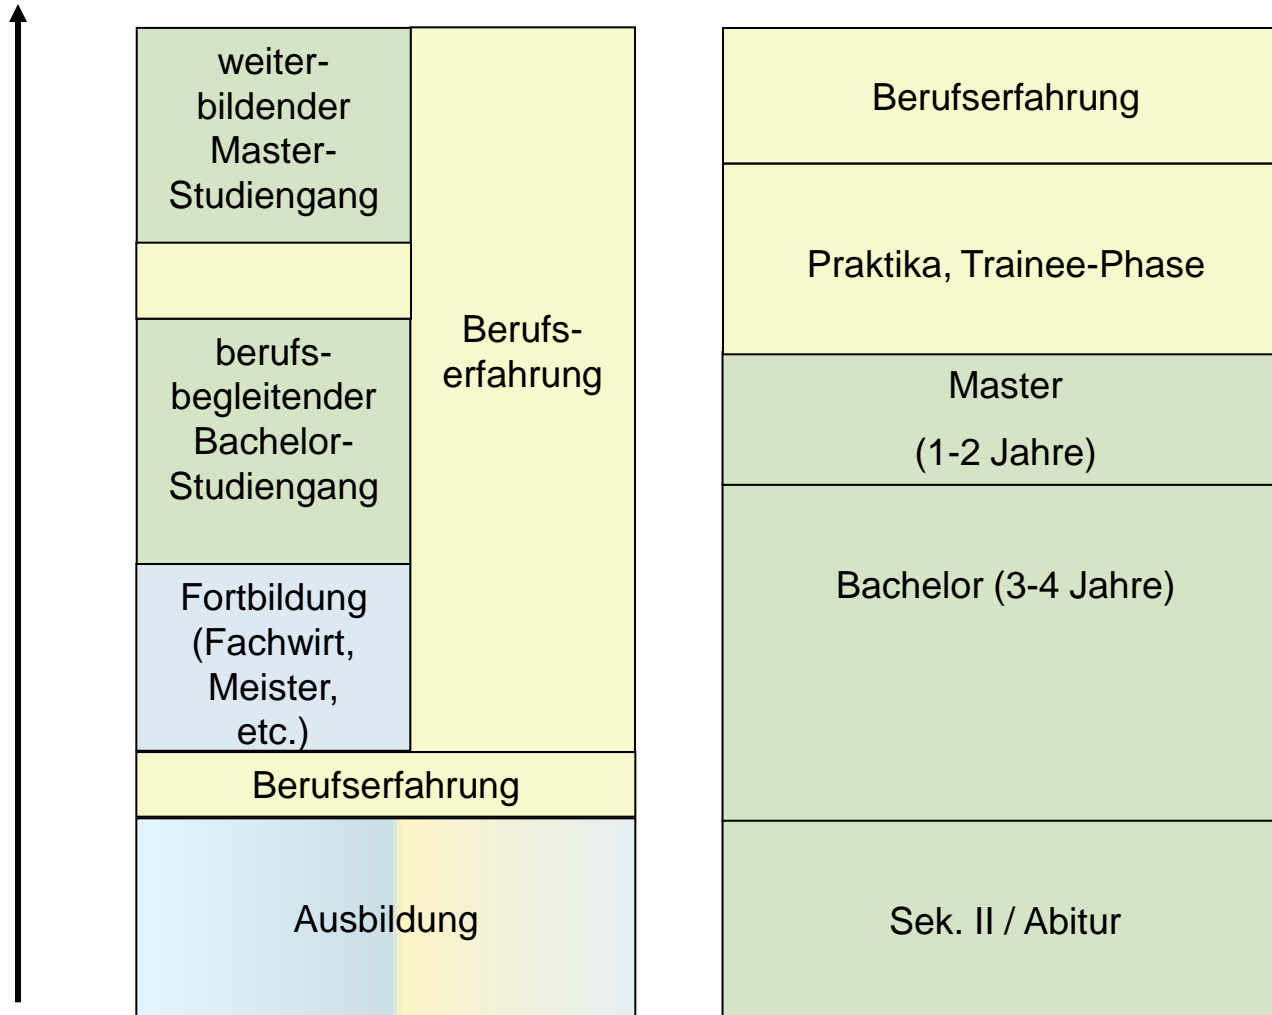 weiter-
bildender
Master-
Studiengang
berufs-
begleitender
Bachelor-
Studiengang
Fortbildung
(Fachwirt,
Meister,
etc.)
Berufs-
erfahrung
Berufserfahrung
Ausbildung
Berufserfahrung
Praktika, Trainee-Phase
Master
(1-2 Jahre)
Bachelor (3-4 Jahre)
Sek. II / Abitur